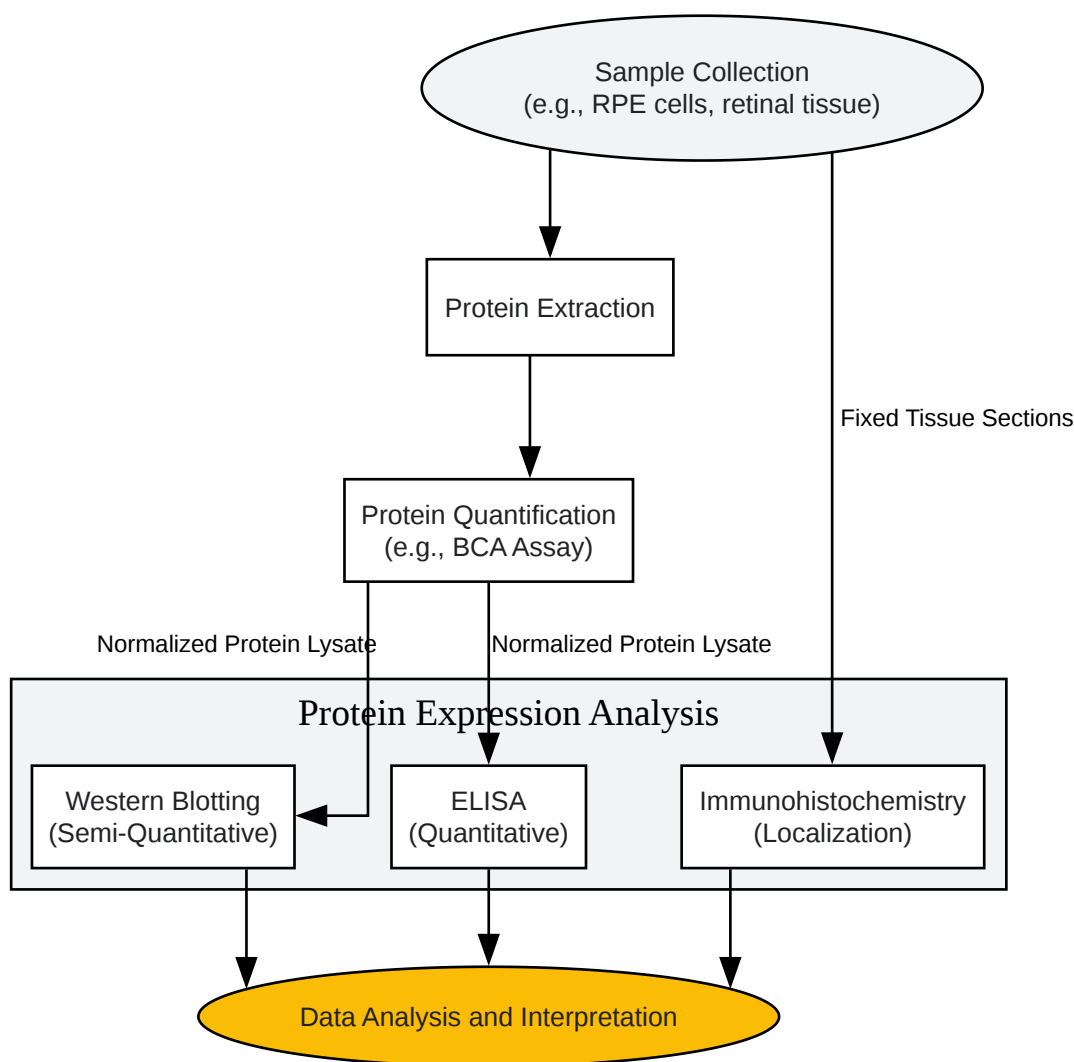 Sample Collection
(e.g., RPE cells, retinal tissue)
Protein Extraction
Fixed Tissue Sections
Protein Quantification
(e.g., BCA Assay)
Normalized Protein Lysate
Normalized Protein Lysate
Protein Expression Analysis
Western Blotting
(Semi-Quantitative)
ELISA
(Quantitative)
Immunohistochemistry
(Localization)
Data Analysis and Interpretation